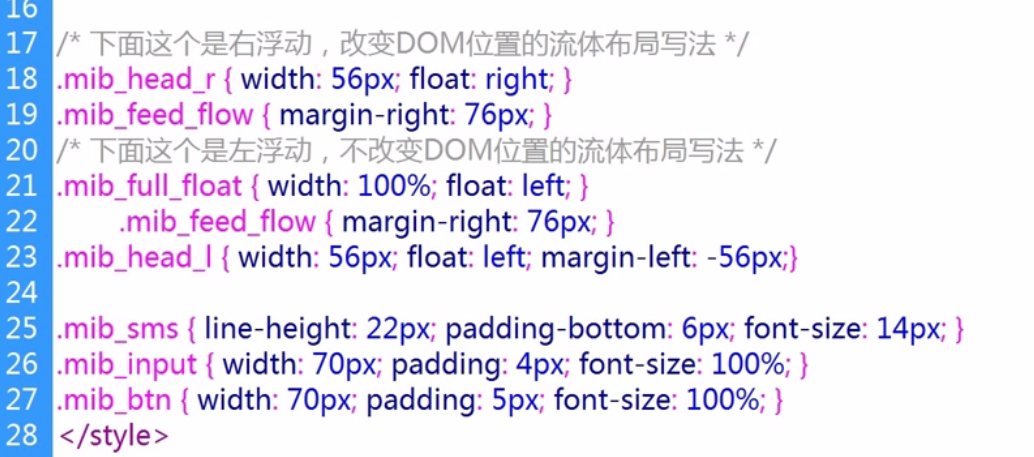 16
17 /* 下面这个是右浮动，改变DOM位置的流体布局写法 */
18 .mib_head_r { width: 56px; float: right; }
19 .mib_feed_flow { margin-right: 76px; }
20 /* 下面这个是左浮动，不改变DOM位置的流体布局写法 */
21 .mib_full_float { width: 100%; float: left; }
22 .mib_feed_flow { margin-right: 76px; }
23 .mib_head_l { width: 56px; float: left; margin-left: -56px;}
24
25 .mib_sms { line-height: 22px; padding-bottom: 6px; font-size: 14px; }
26 .mib_input { width: 70px; padding: 4px; font-size: 100%; }
27 .mib_btn { width: 70px; padding: 5px; font-size: 100%; }
28 </style>